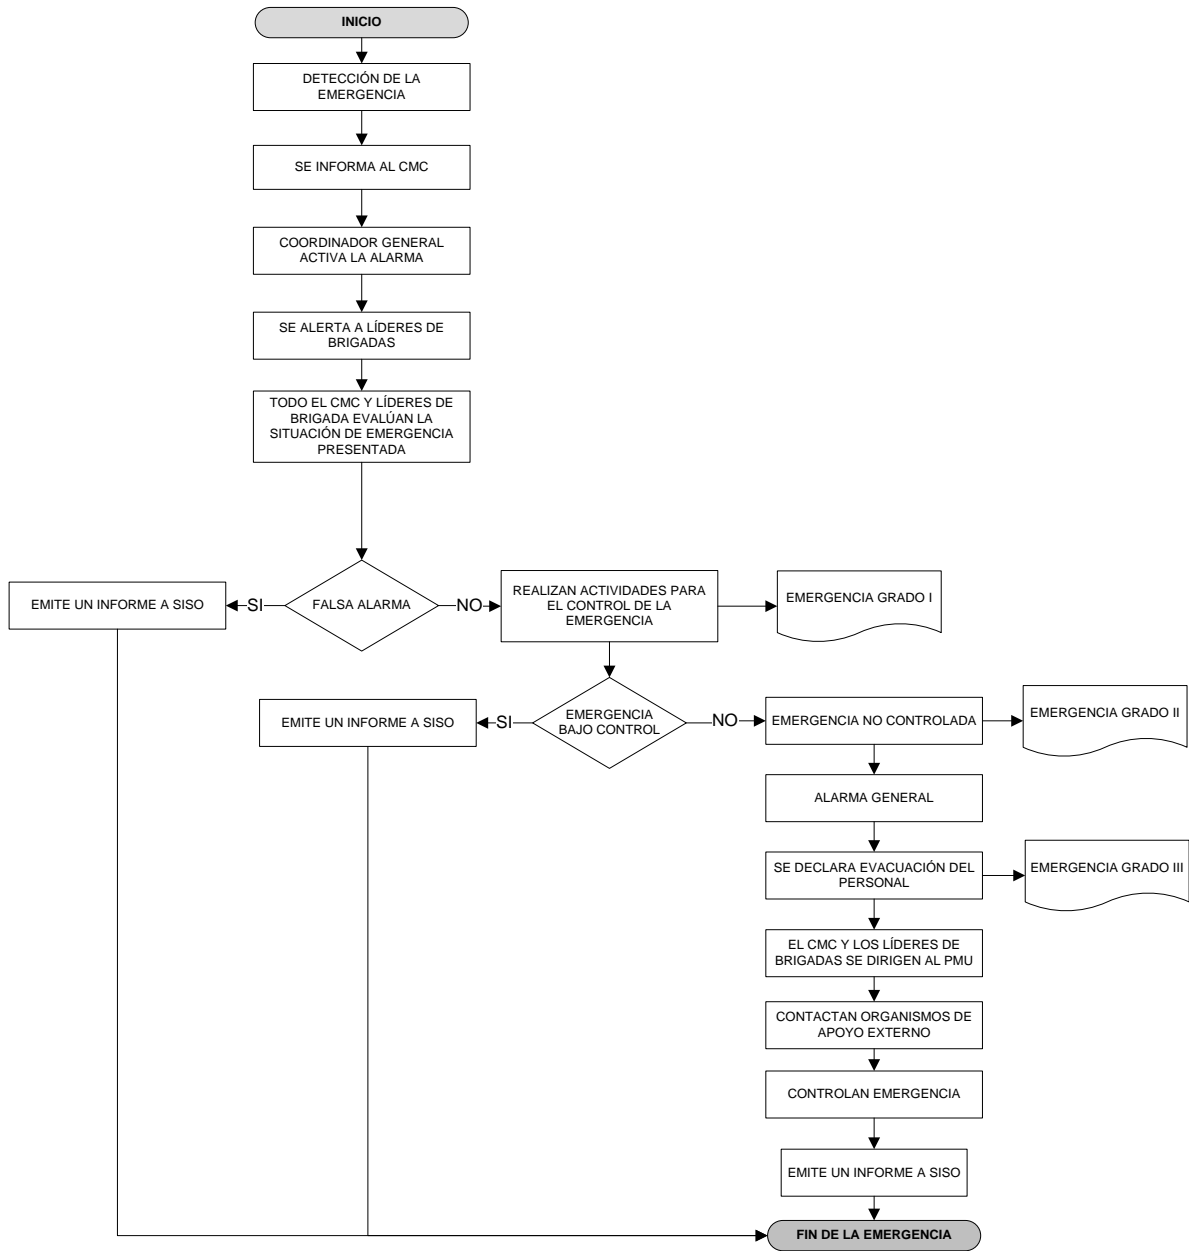 INICIO
DETECCIÓN DE LA
EMERGENCIA
SE INFORMA AL CMC
COORDINADOR GENERAL
ACTIVA LA ALARMA
SE ALERTA A LÍDERES DE
BRIGADAS
TODO EL CMC Y LÍDERES DE
BRIGADA EVALÚAN LA
SITUACIÓN DE EMERGENCIA
PRESENTADA
EMITE UN INFORME A SISO
SI
FALSA ALARMA
NO
REALIZAN ACTIVIDADES PARA
EL CONTROL DE LA
EMERGENCIA
EMERGENCIA GRADO I
EMITE UN INFORME A SISO
SI
EMERGENCIA
BAJO CONTROL
NO
EMERGENCIA NO CONTROLADA
EMERGENCIA GRADO II
ALARMA GENERAL
SE DECLARA EVACUACIÓN DEL
PERSONAL
EMERGENCIA GRADO III
EL CMC Y LOS LÍDERES DE
BRIGADAS SE DIRIGEN AL PMU
CONTACTAN ORGANISMOS DE
APOYO EXTERNO
CONTROLAN EMERGENCIA
EMITE UN INFORME A SISO
FIN DE LA EMERGENCIA